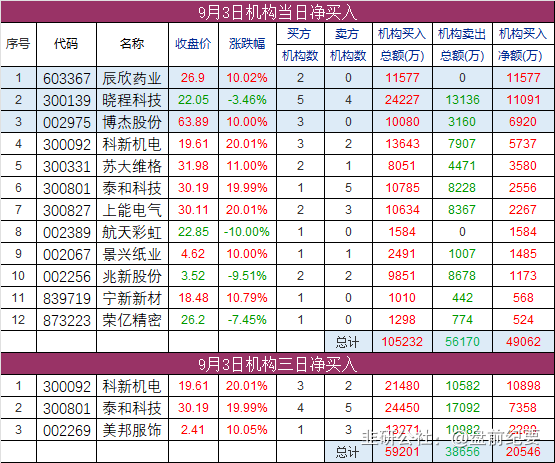 9月3日机构当日净买入
序号 代码 名称 收盘价 涨跌幅 买方机构数 卖方机构数 机构买入总额(万) 机构卖出总额(万) 机构买入净额(万)
1 603367 辰欣药业 26.9 10.02% 2 0 11577 0 11577
2 300139 晓程科技 22.05 -3.46% 5 4 24227 13136 11091
3 002975 博杰股份 63.89 10.00% 3 0 10080 3160 6920
4 300092 科新机电 19.61 20.01% 3 2 13643 7907 5737
5 300331 苏大维格 31.98 11.00% 2 1 8051 4471 3580
6 300801 泰和科技 30.19 19.99% 1 5 10785 8228 2556
7 300827 上能电气 30.11 20.01% 2 3 10634 8367 2267
8 002389 航天彩虹 22.85 -10.00% 1 0 1584 0 1584
9 002067 景兴纸业 4.62 10.00% 1 1 2491 1007 1485
10 002256 兆新股份 3.52 -9.51% 2 2 9851 8678 1173
11 839719 宁新新材 18.48 10.79% 1 0 1010 442 568
12 873223 荣亿精密 26.2 -7.45% 1 0 1298 774 524
总计 105232 56170 49062
9月3日机构三日净买入
1 300092 科新机电 19.61 20.01% 3 2 21480 10582 10898
2 300801 泰和科技 30.19 19.99% 4 5 24450 17092 7358
3 002269 美邦服饰 2.41 10.05% 1 3 13271 10982
总计 59201 38656 20546
韭研公社：@盘前纪要